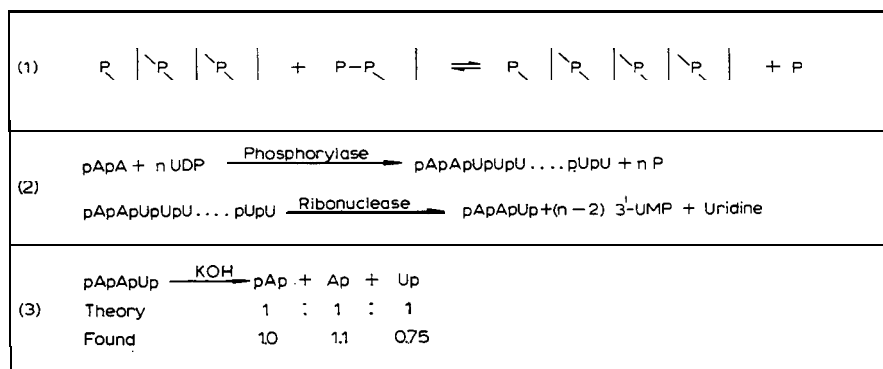 (1) P |P |P | + P-P | ⇌ P |P |P |P | + P
(2) pApA + n UDP Phosphorylase pApApUpUpU....pUpU + n P
pApApUpUpU....pUpU Ribonuclease pApApUp + (n-2) 3'-UMP + Uridine
(3) pApApUp KOH pAp + Ap + Up
Theory 1 : 1 : 1
Found 1.0 1.1 0.75